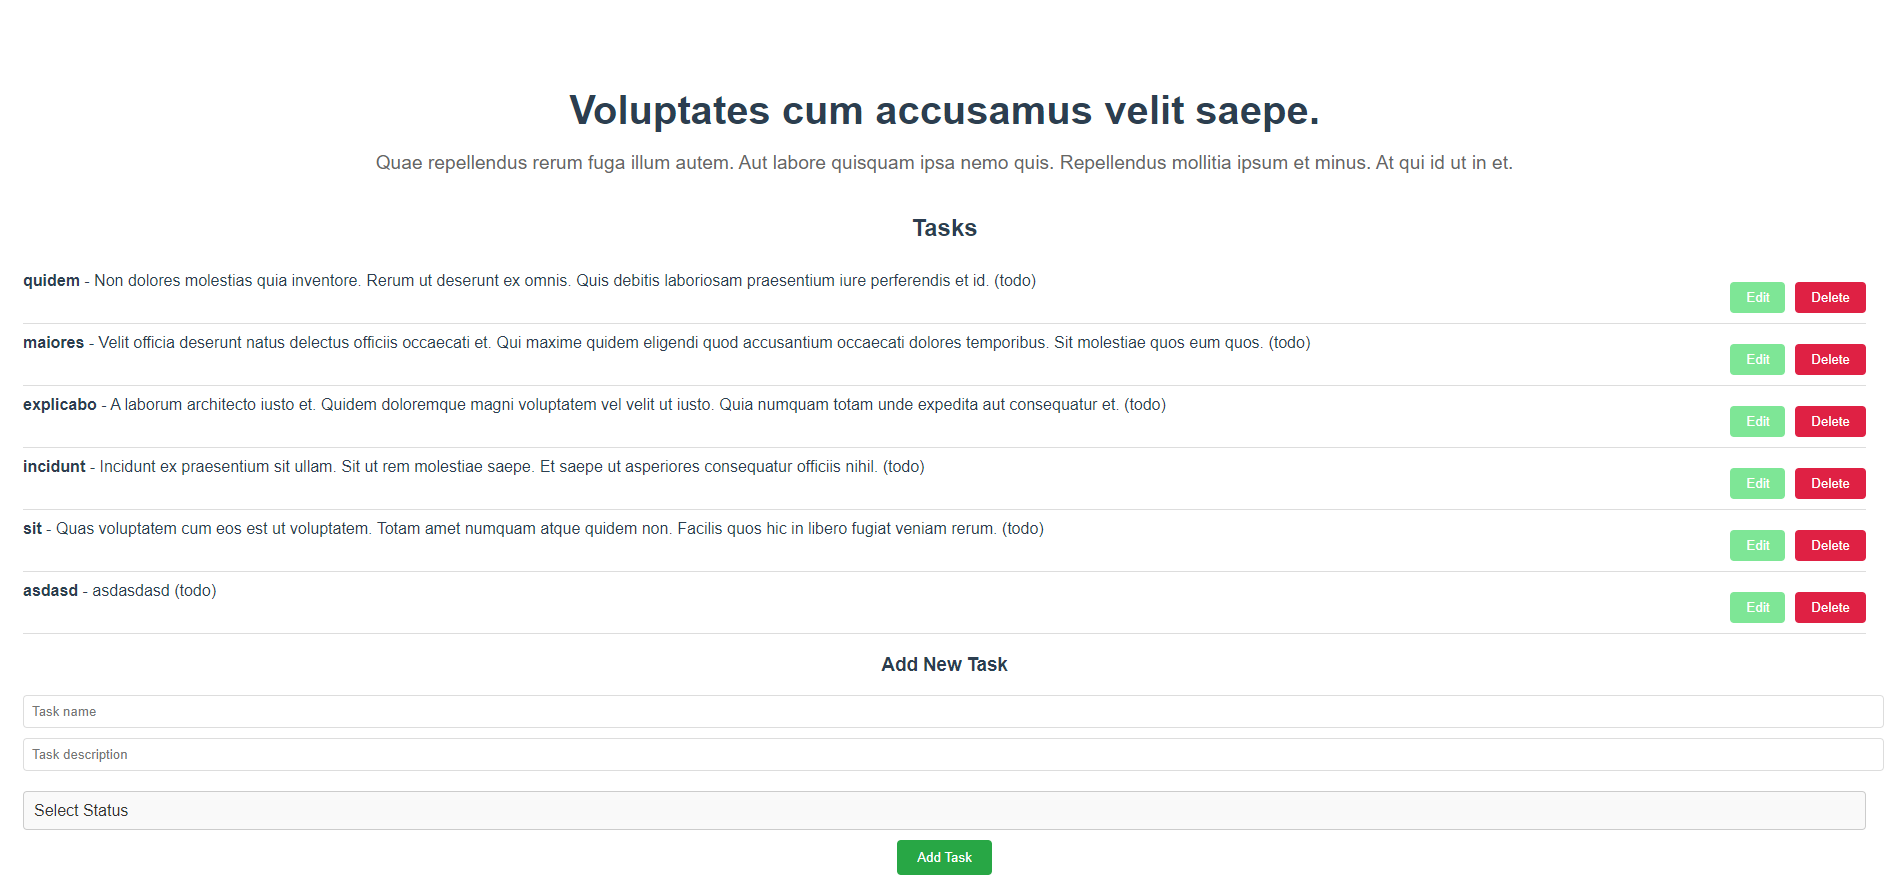 Voluptates cum accusamus velit saepe.
Quae repellendus rerum fuga illum autem. Aut labore quisquam ipsa nemo quis. Repellendus mollitia ipsum et minus. At qui id ut in et.
Tasks
quidem - Non dolores molestias quia inventore. Rerum ut deserunt ex omnis. Quis debitis laboriosam praesentium iure perferendis et id. (todo)
Edit Delete
maiores - Velit officia deserunt natus delectus officiis occaecati et. Qui maxime quidem eligendi quod accusantium occaecati dolores temporibus. Sit molestiae quos eum quos. (todo)
Edit Delete
explicabo - A laborum architecto iusto et. Quidem doloremque magni voluptatem vel velit ut iusto. Quia numquam totam unde expedita aut consequatur et. (todo)
Edit Delete
incidunt - Incidunt ex praesentium sit ullam. Sit ut rem molestiae saepe. Et saepe ut asperiores consequatur officiis nihil. (todo)
Edit Delete
sit - Quas voluptatem cum eos est ut voluptatem. Totam amet numquam atque quidem non. Facilis quos hic in libero fugiat veniam rerum. (todo)
Edit Delete
asdasd - asdasdasd (todo)
Edit Delete
Add New Task
Task name
Task description
Select Status
Add Task